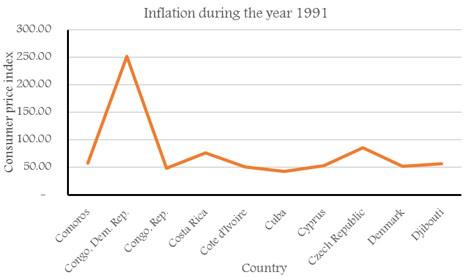 Inflation during the year 1991
Consumer price index
300.00
250.00
200.00
150.00
100.00
50.00
-
Comoros
Congo, Dem. Rep.
Congo, Rep.
Costa Rica
Cote d'Ivoire
Cuba
Cyprus
Czech Republic
Denmark
Djibouti
Country